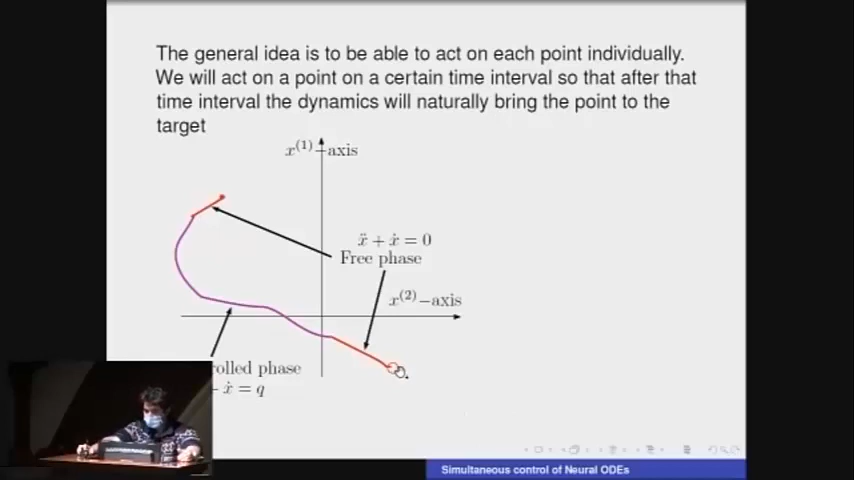 The general idea is to be able to act on each point individually.
We will act on a point on a certain time interval so that after that
time interval the dynamics will naturally bring the point to the
target
x⁽¹⁾–axis
ẍ + ẋ = 0
Free phase
x⁽²⁾–axis
olled phase
ẋ = q
Simultaneous control of Neural ODEs